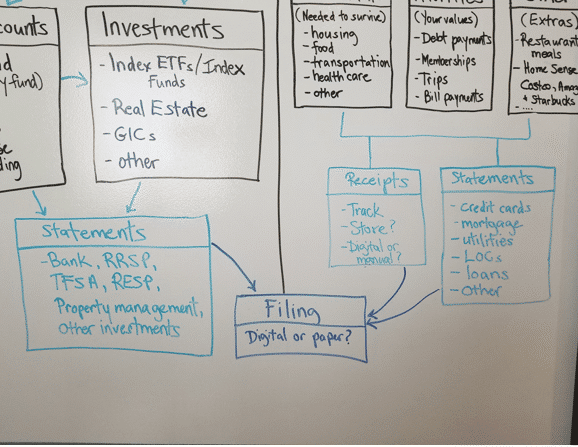 counts
Investments
(Needed to survive)
(Your values)
(Extras)
- Index ETFs/Index
Funds
- Real Estate
- GICs
- other
- housing
- food
- transportation
- healthcare
- other
- Debt payments
- Memberships
- Trips
- Bill payments
- Restaurant
meals
- Home Sense
Costco, Amaz
& Starbucks
- ....
y-fund)
ding
Statements
- Bank, RRSP,
TFSA, RESP,
Property management,
Other investments
Receipts
- Track
- Store?
- Digital or
manual?
Statements
- credit cards
- mortgage
- utilities
- LOCs
- loans
- other
Filing
Digital or paper?